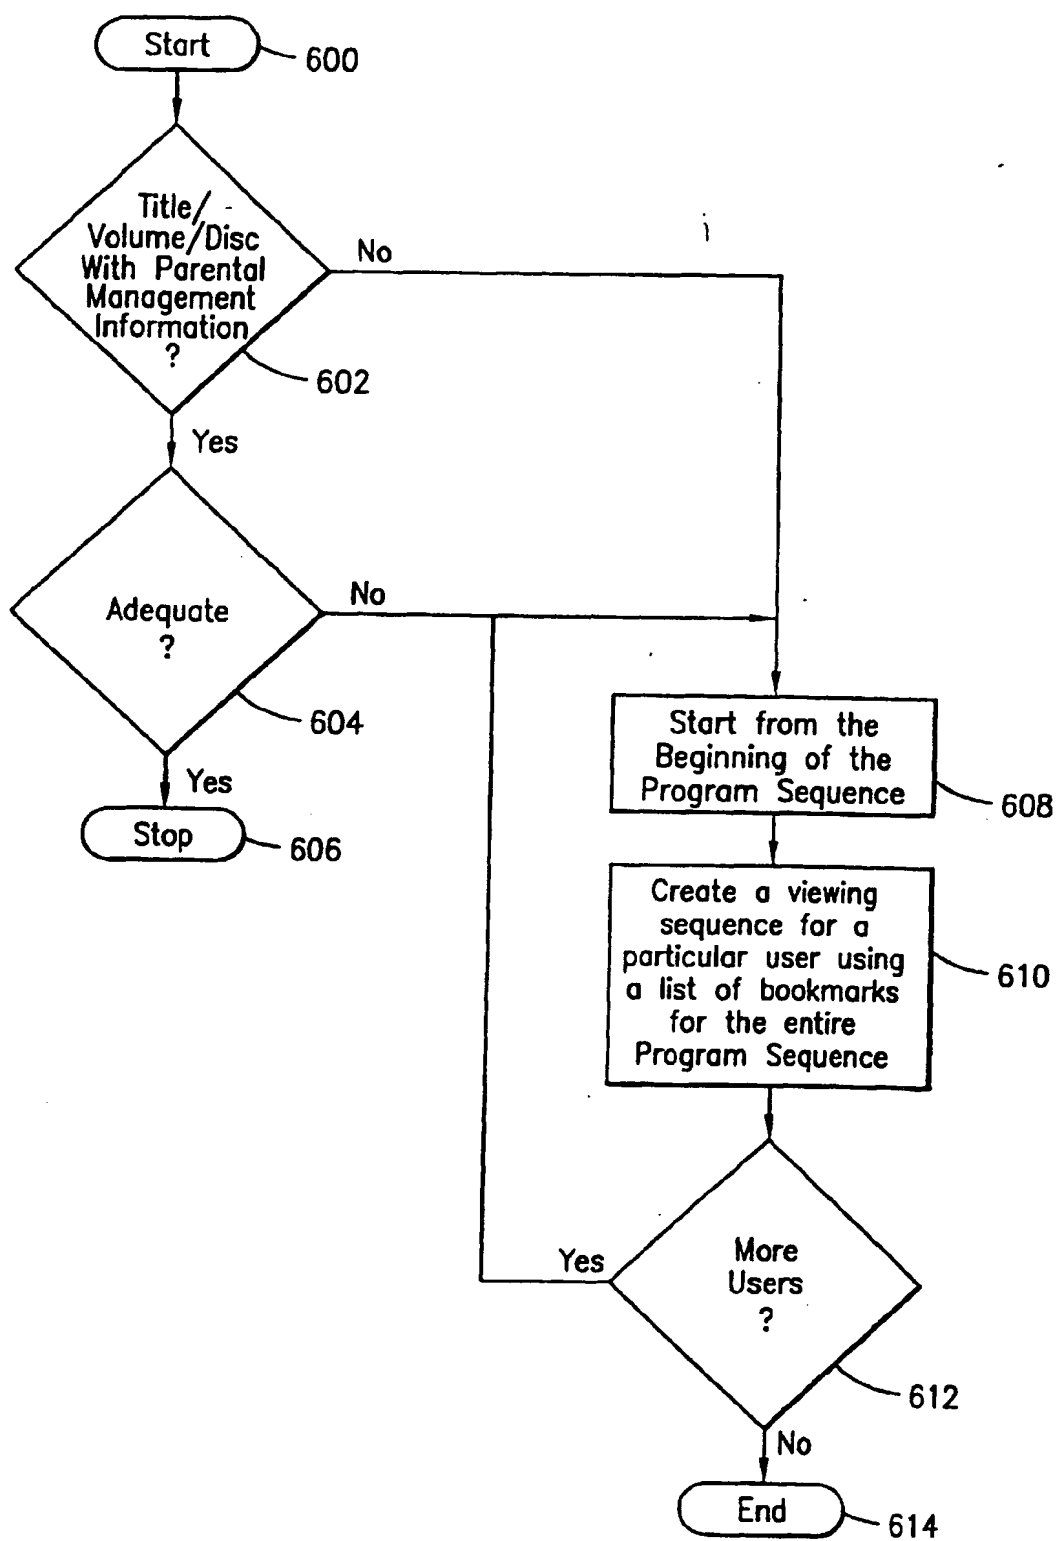 Start
600
Title/
Volume/Disc
With Parental
Management
Information
?
No
602
Yes
Adequate
?
No
604
Yes
Stop
606
Start from the
Beginning of the
Program Sequence
608
Create a viewing
sequence for a
particular user using
a list of bookmarks
for the entire
Program Sequence
610
More
Users
?
Yes
612
No
End
614